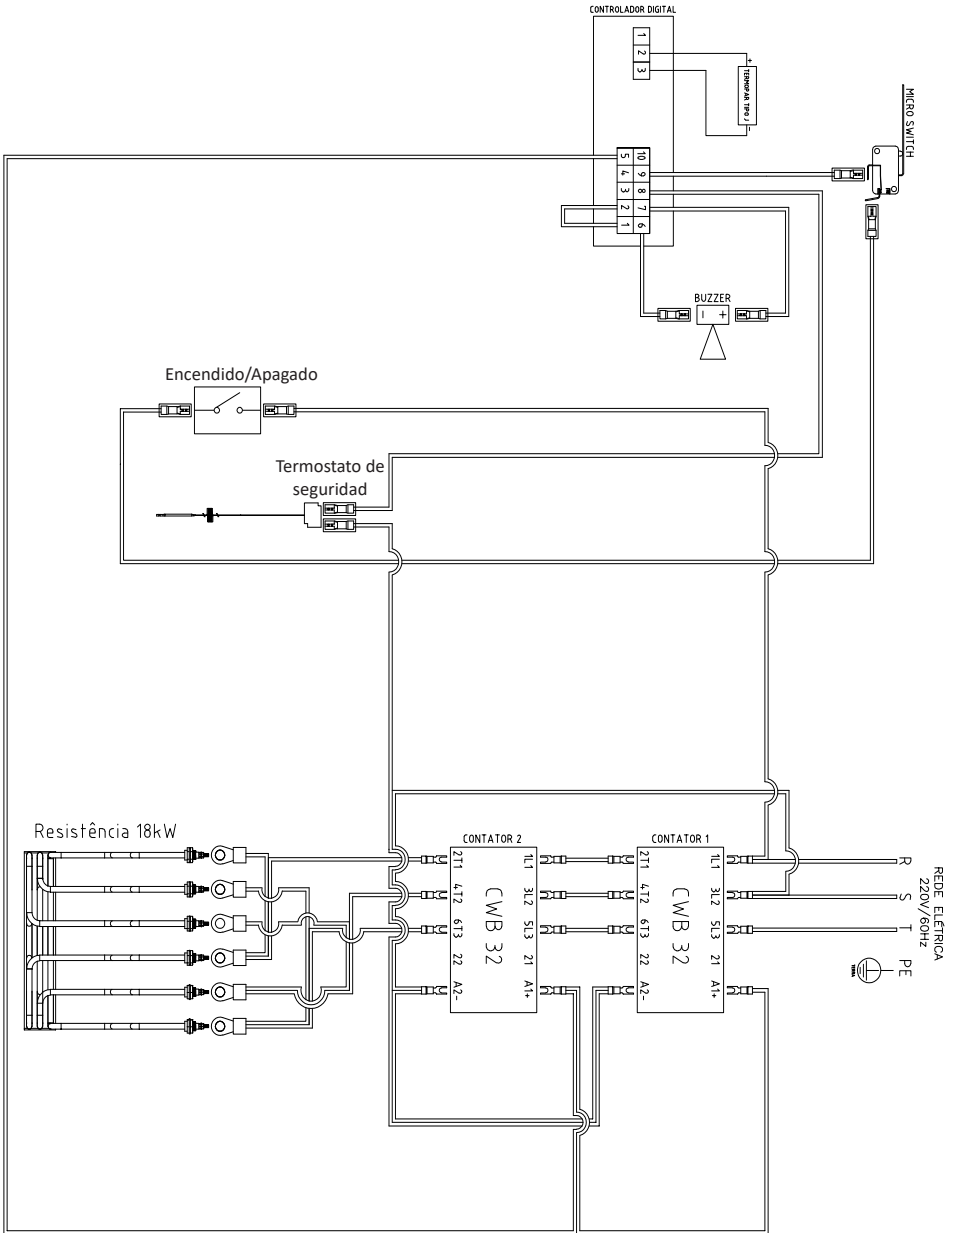 CONTROLADOR DIGITAL
1
2
3
+
TERMOPAR TIPO J
-
MICRO SWITCH
5 10
4 9
3 8
2 7
1 6
BUZZER
- +
Encendido/Apagado
Termostato de
seguridad
Resistência 18kW
CONTATOR 2
2T1 1L1
4T2 3L2
6T3 5L3
22 21
A2- A1+
CWB 32
CONTATOR 1
2T1 1L1
4T2 3L2
6T3 5L3
22 21
A2- A1+
CWB 32
R
S
T
PE
REDE ELÉTRICA
220V/60Hz
TERRA